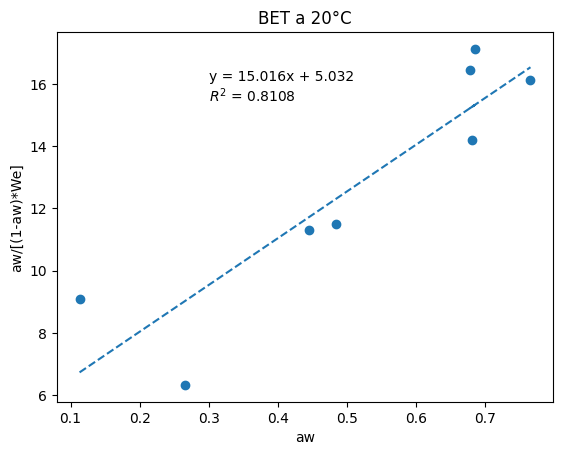 BET a 20°C
y = 15.016x + 5.032
R² = 0.8108
aw/[(1-aw)*We]
16
14
12
10
8
6
0.1 0.2 0.3 0.4 0.5 0.6 0.7
aw